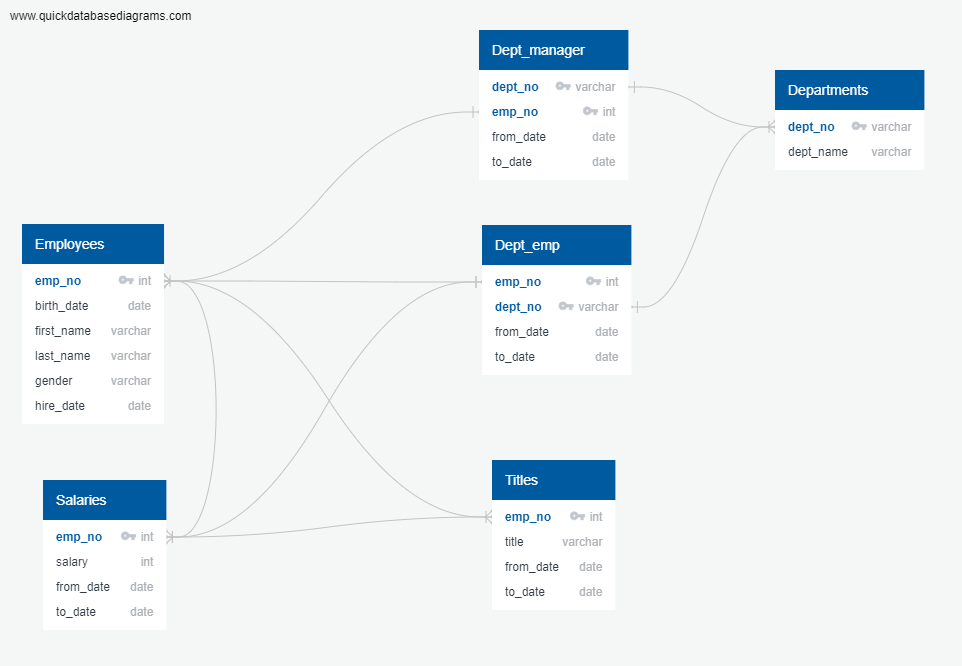 www.quickdatabasediagrams.com
Dept_manager
dept_no varchar
emp_no int
from_date date
to_date date
Departments
dept_no varchar
dept_name varchar
Employees
emp_no int
birth_date date
first_name varchar
last_name varchar
gender varchar
hire_date date
Dept_emp
emp_no int
dept_no varchar
from_date date
to_date date
Salaries
emp_no int
salary int
from_date date
to_date date
Titles
emp_no int
title varchar
from_date date
to_date date